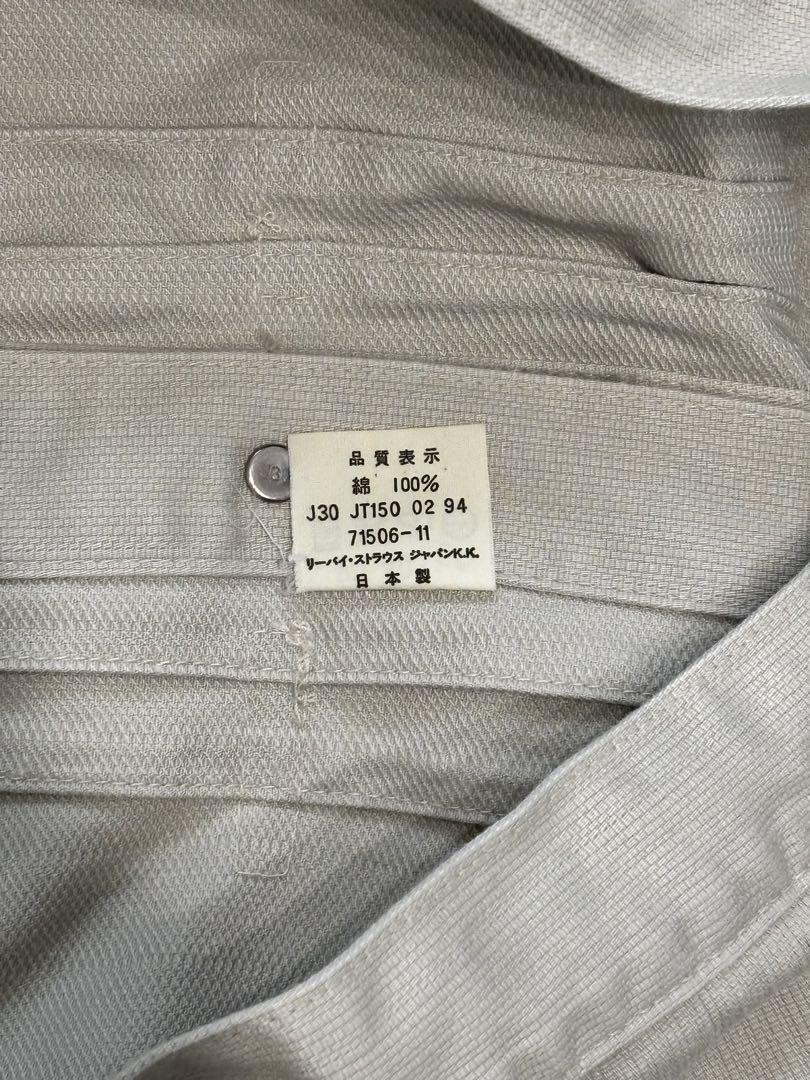 品質表示
綿 100%
J30 JT150 02 94
71506-11
リーバイ・ストラウス ジャパンK.K.
日本製